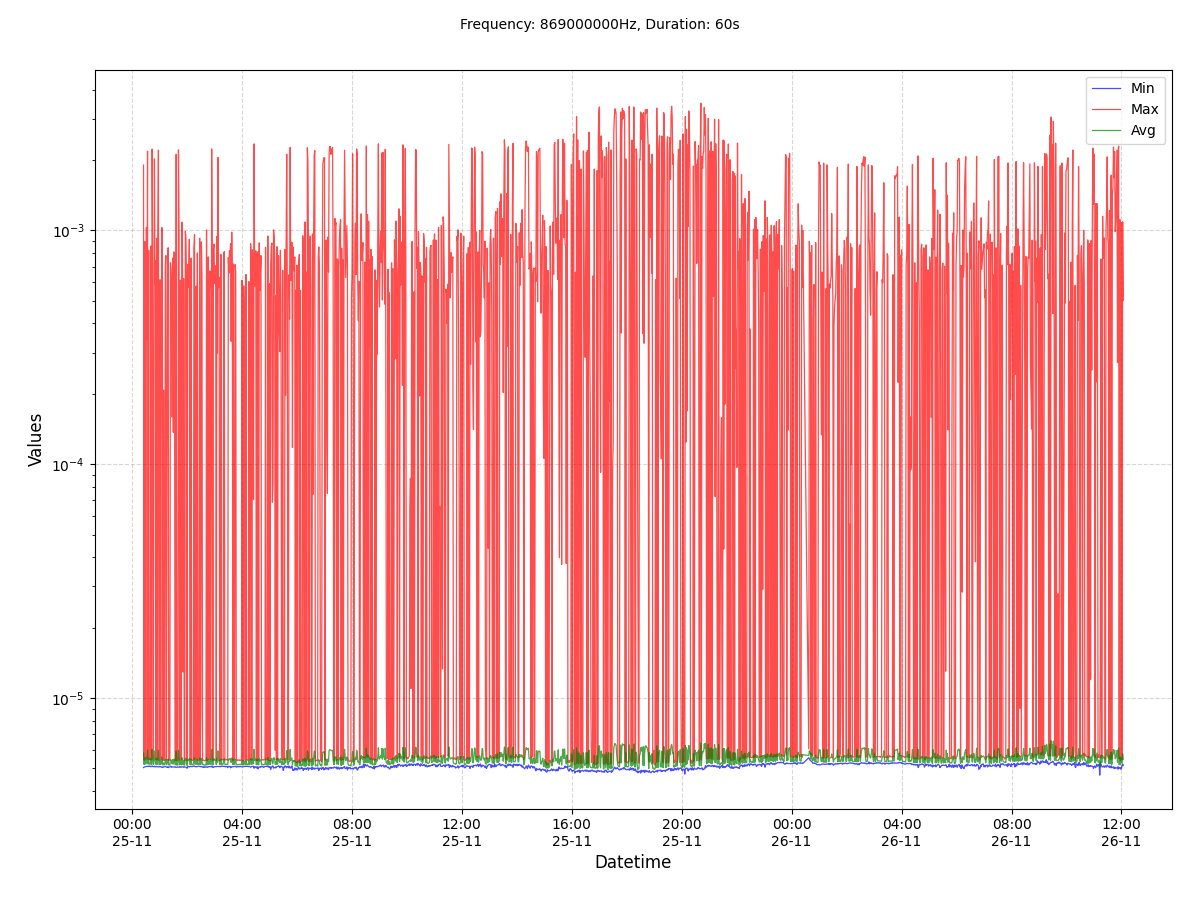 Frequency: 869000000Hz, Duration: 60s
Min
Max
Avg
Values
10⁻³
10⁻⁴
10⁻⁵
00:00 04:00 08:00 12:00 16:00 20:00 00:00 04:00 08:00 12:00
25-11 25-11 25-11 25-11 25-11 25-11 26-11 26-11 26-11 26-11
Datetime